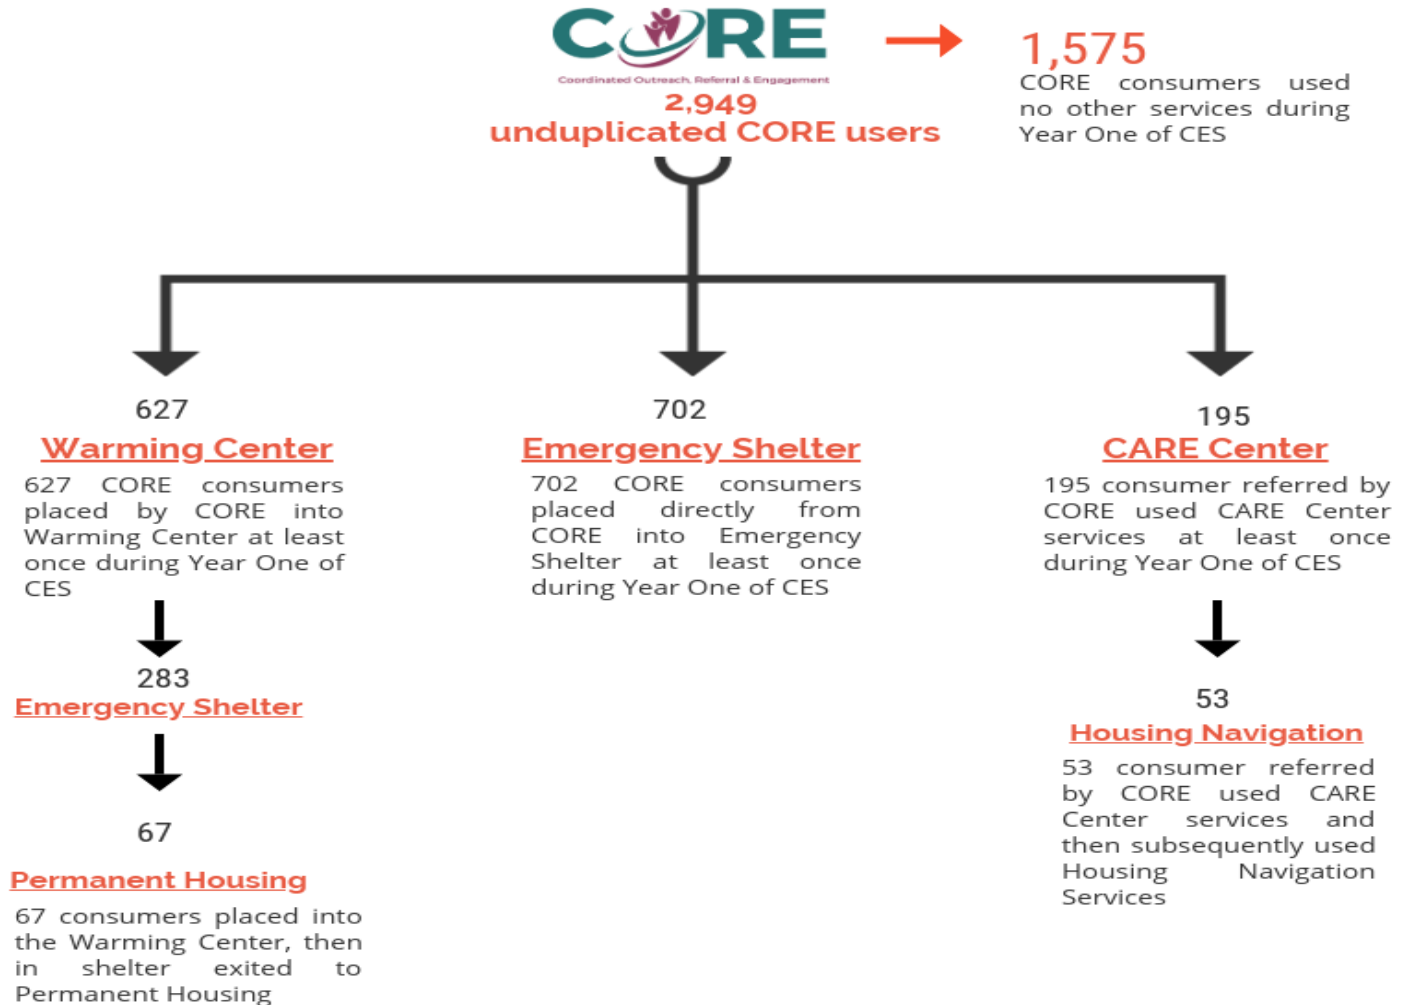 CORE
Coordinated Outreach, Referral & Engagement
2,949
unduplicated CORE users
1,575
CORE consumers used
no other services during
Year One of CES
627
Warming Center
627 CORE consumers
placed by CORE into
Warming Center at least
once during Year One of
CES
283
Emergency Shelter
67
Permanent Housing
67 consumers placed into
the Warming Center, then
in shelter exited to
Permanent Housing
702
Emergency Shelter
702 CORE consumers
placed directly from
CORE into Emergency
Shelter at least once
during Year One of CES
195
CARE Center
195 consumer referred by
CORE used CARE Center
services at least once
during Year One of CES
53
Housing Navigation
53 consumer referred
by CORE used CARE
Center services and
then subsequently used
Housing Navigation
Services